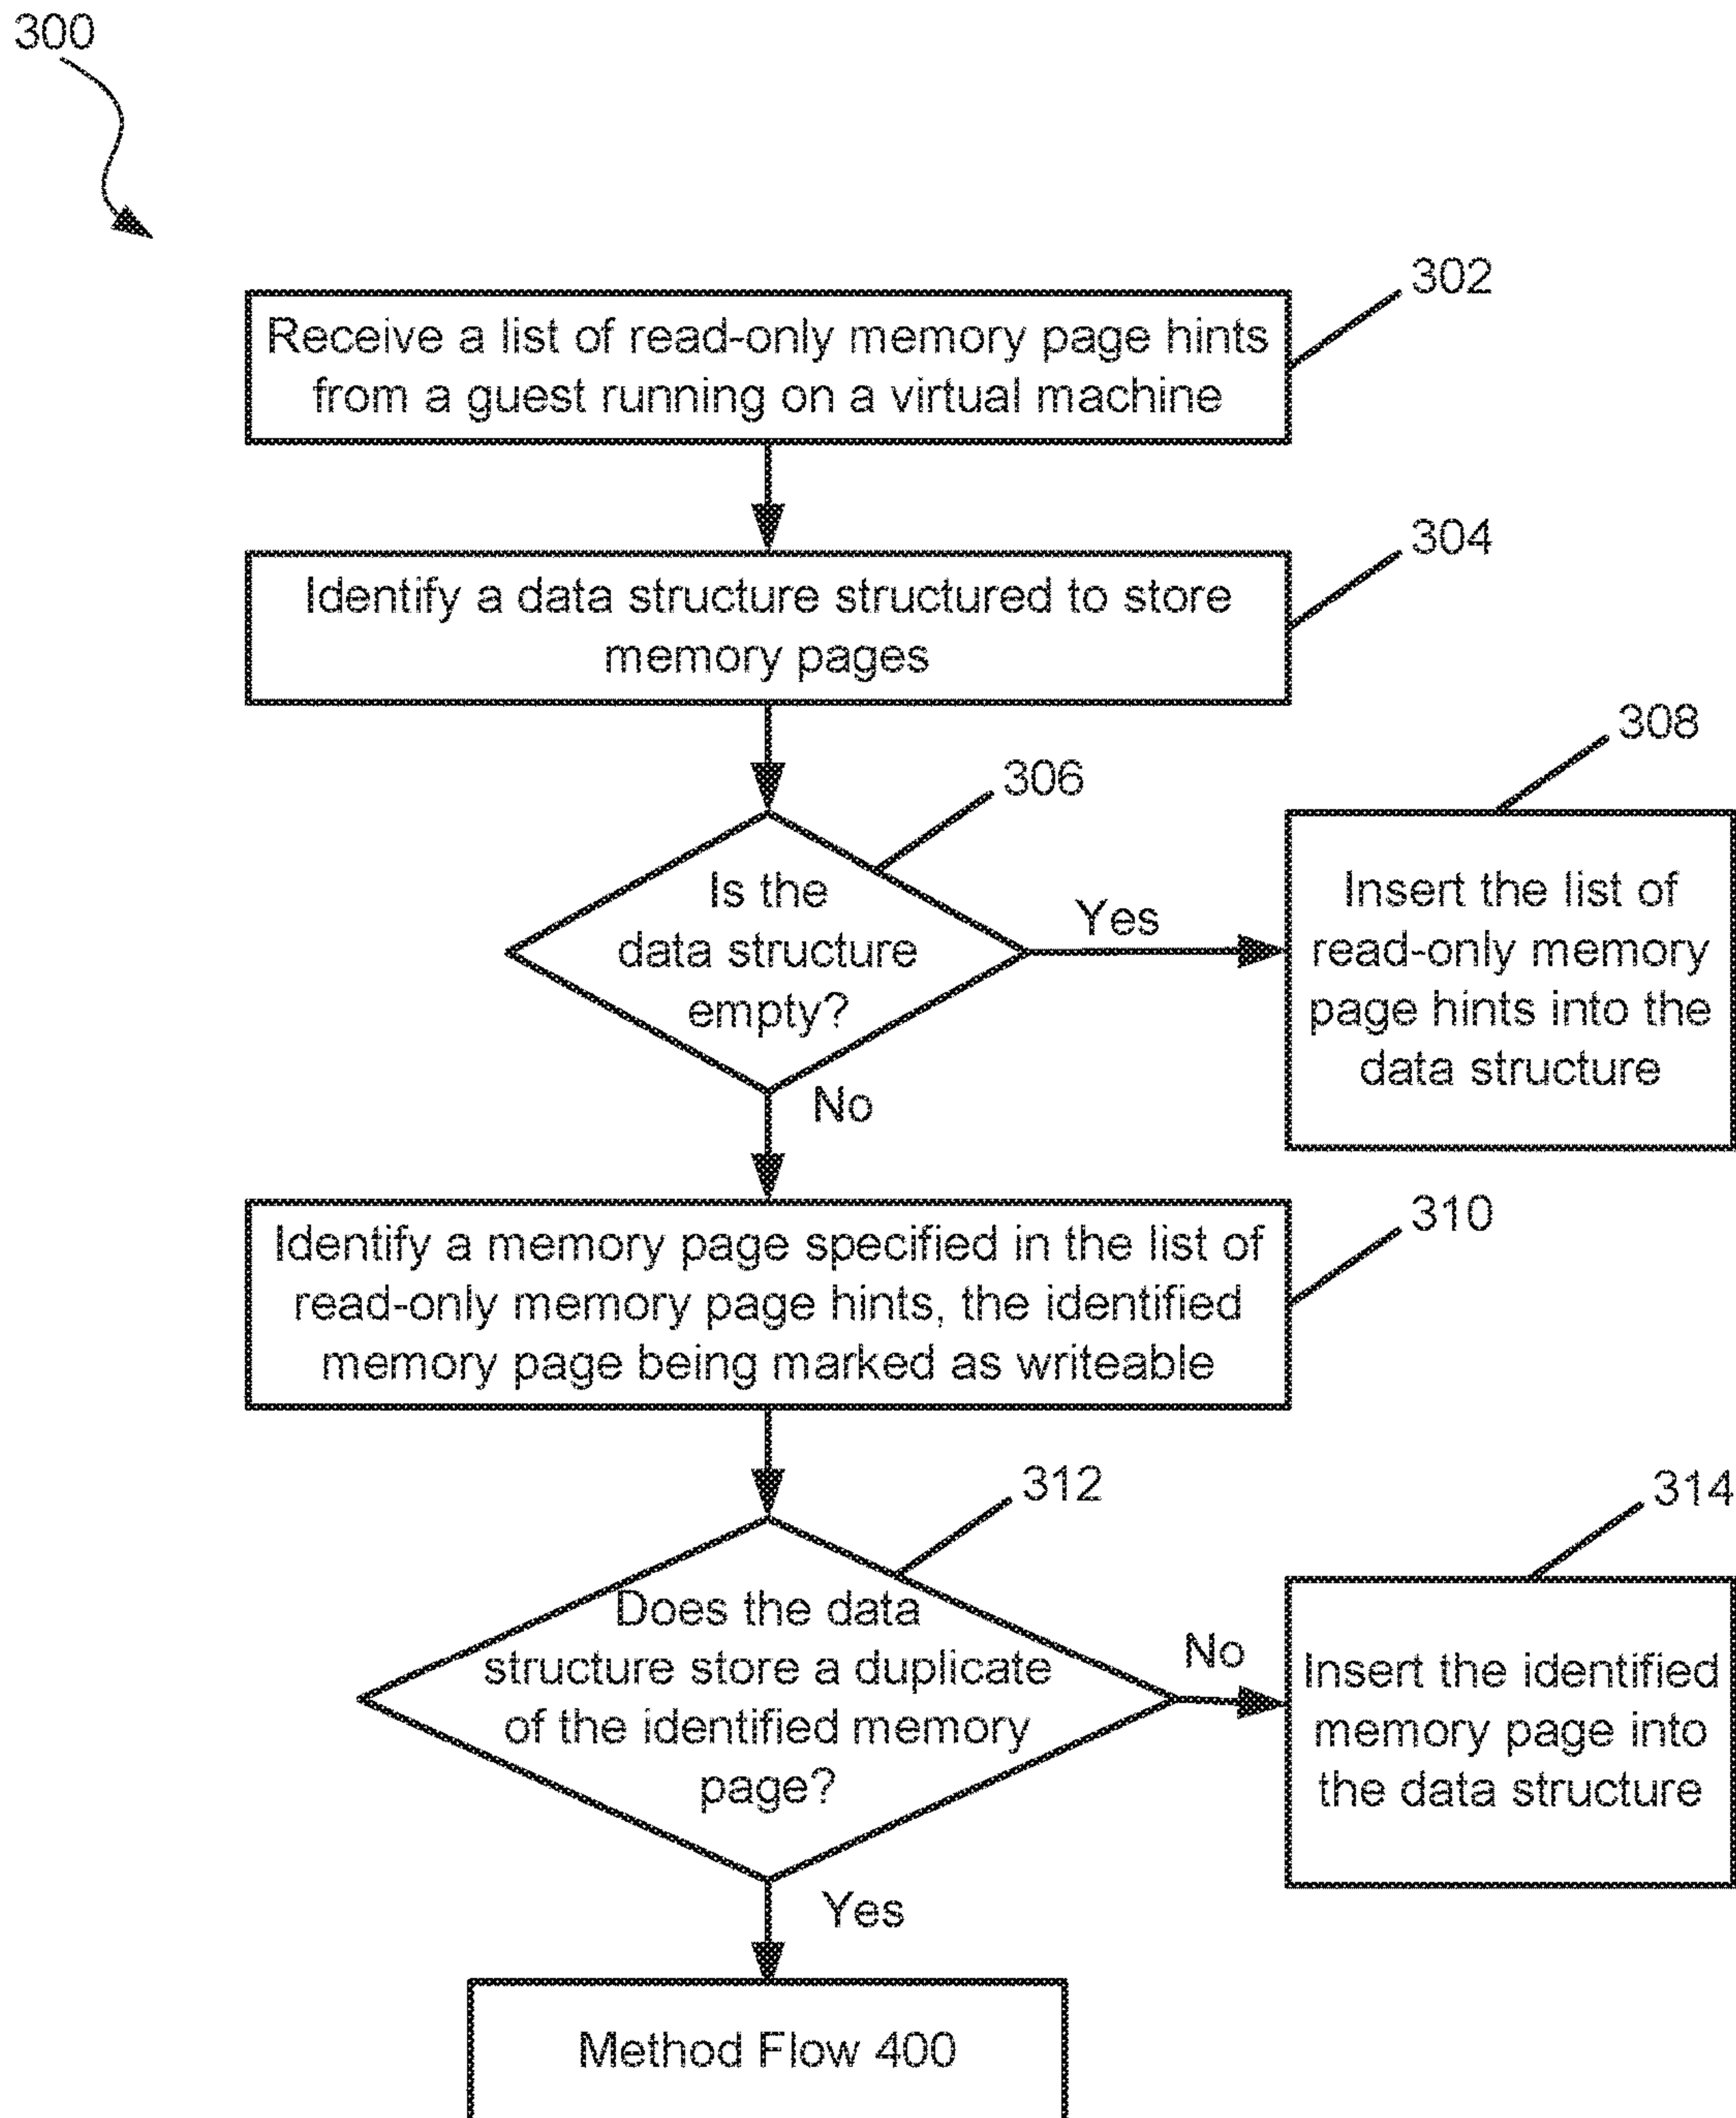 300
302
Receive a list of read-only memory page hints
from a guest running on a virtual machine
304
Identify a data structure structured to store
memory pages
306
Is the
data structure
empty?
Yes
No
308
Insert the list of
read-only memory
page hints into the
data structure
310
Identify a memory page specified in the list of
read-only memory page hints, the identified
memory page being marked as writeable
312
Does the data
structure store a duplicate
of the identified memory
page?
No
Yes
314
Insert the identified
memory page into
the data structure
Method Flow 400